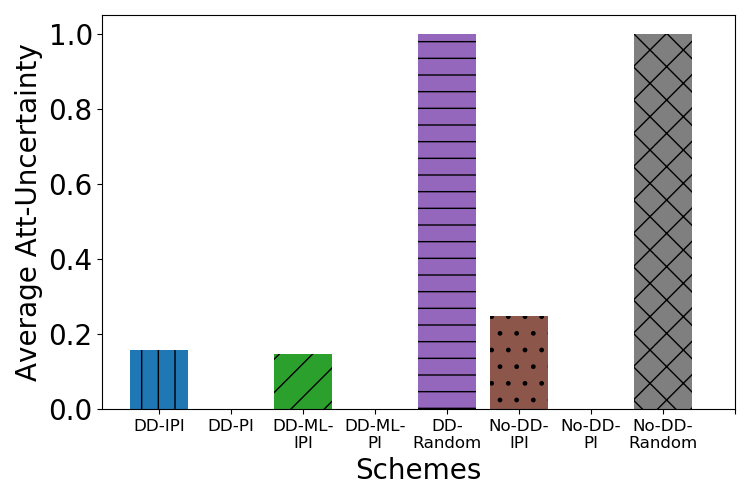 Average Att-Uncertainty
1.0
0.8
0.6
0.4
0.2
0.0
DD-IPI
DD-PI
DD-ML-
IPI
DD-ML-
PI
DD-
Random
No-DD-
IPI
No-DD-
PI
No-DD-
Random
Schemes